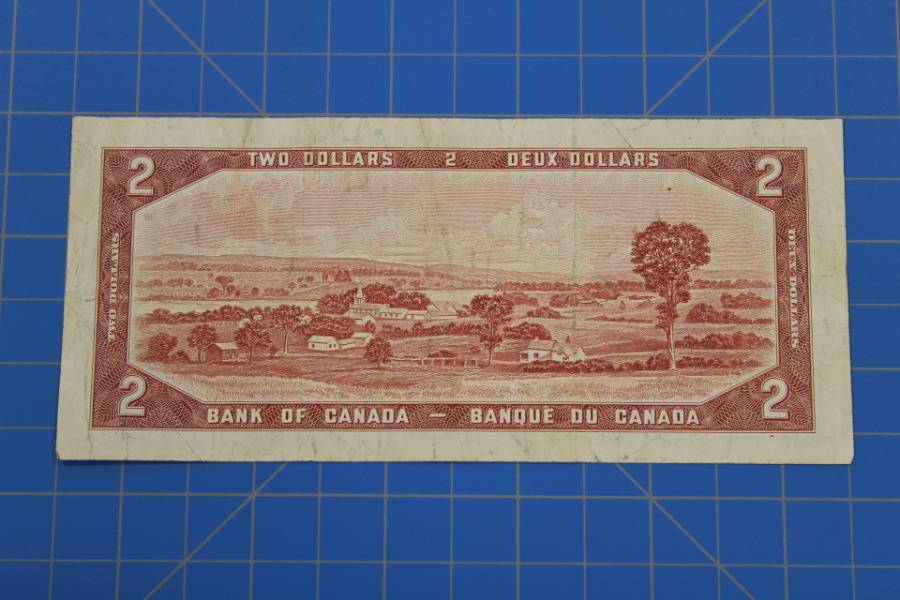 2 TWO DOLLARS 2 DEUX DOLLARS 2
TWO DOLLARS
DEUX DOLLARS
2 BANK OF CANADA — BANQUE DU CANADA 2